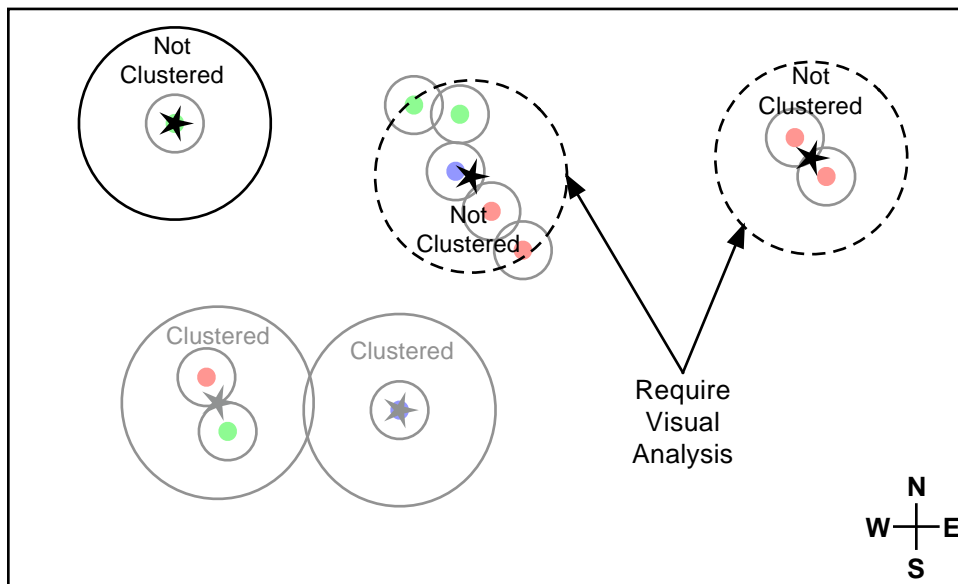 Not
Clustered
Not
Clustered
Not
Clustered
Clustered
Clustered
Require
Visual
Analysis
N
W E
S